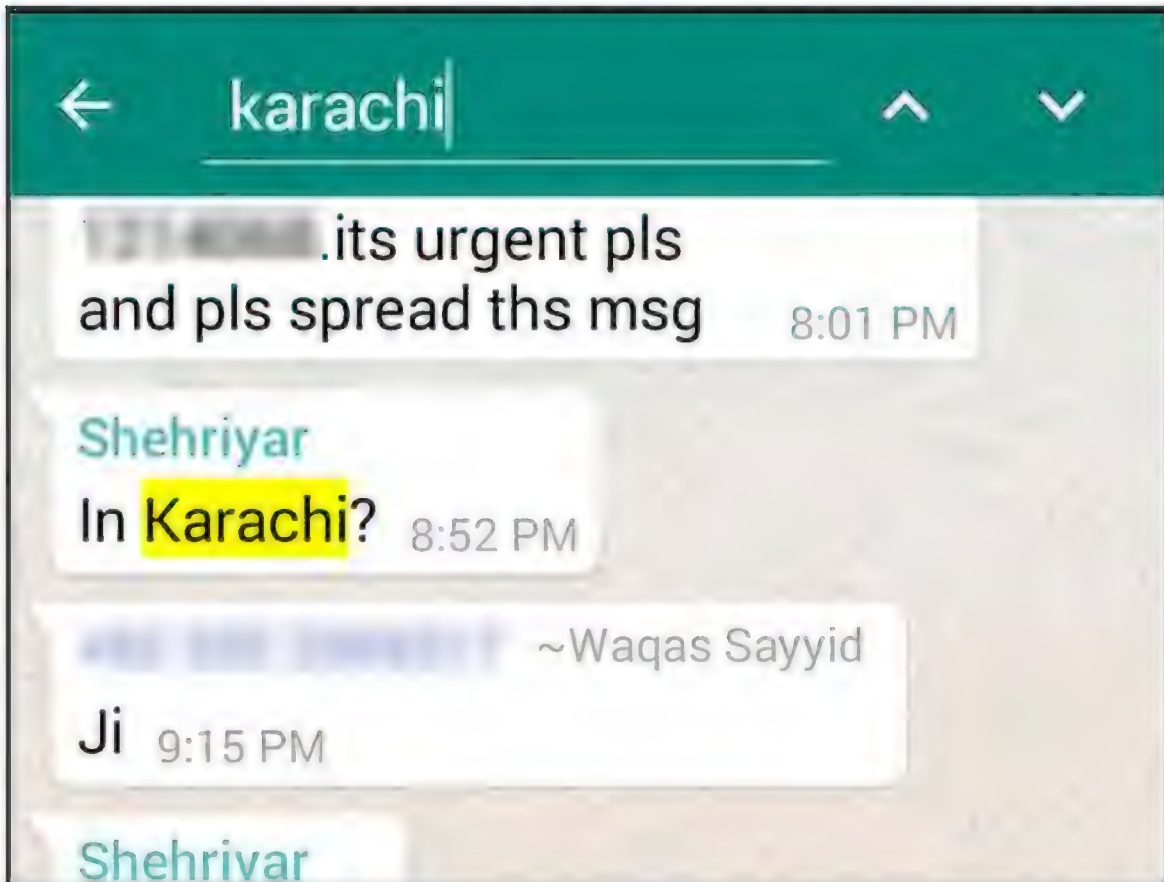 karachi
.its urgent pls
and pls spread ths msg 8:01 PM
Shehriyar
In Karachi? 8:52 PM
~Waqas Sayyid
Ji 9:15 PM
Shehriyar